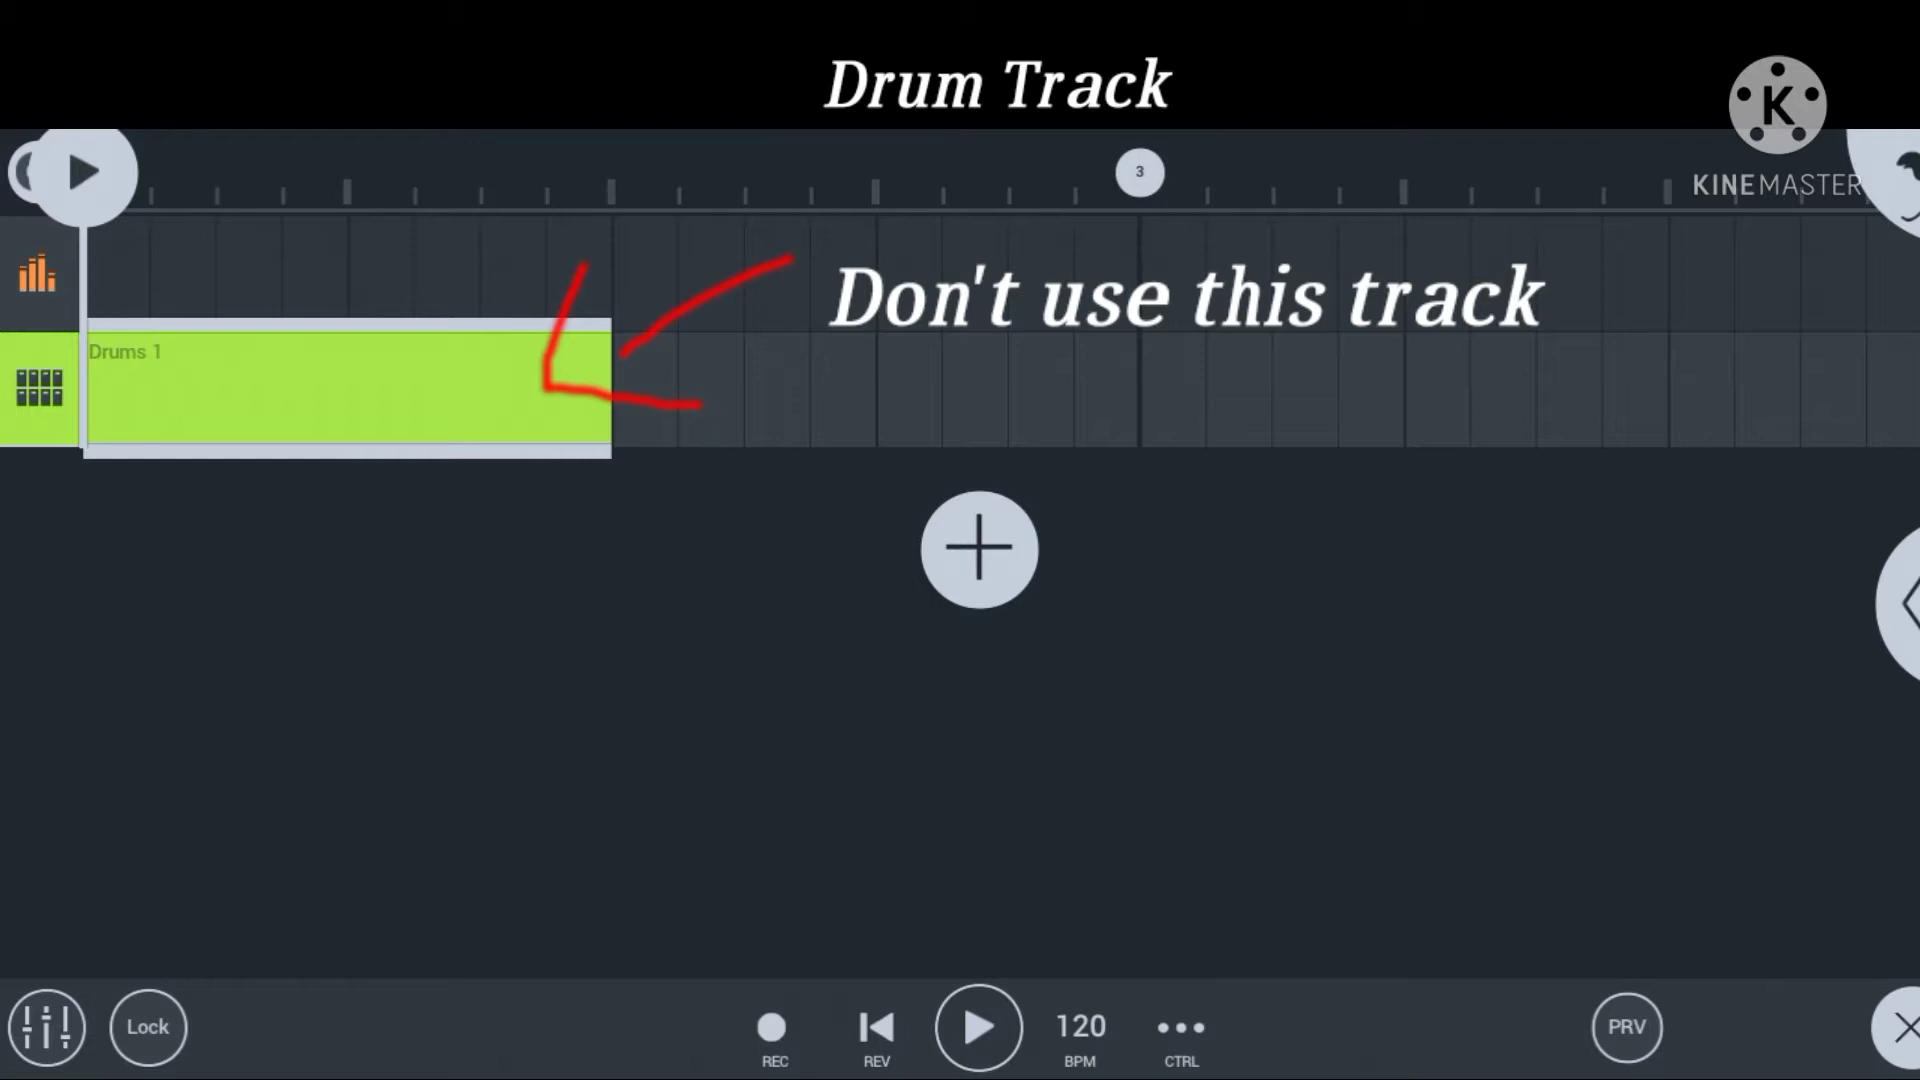 Drum Track
K
KINEMASTER
3
Don't use this track
Drums 1
Lock
REC
REV
120
BPM
CTRL
PRV